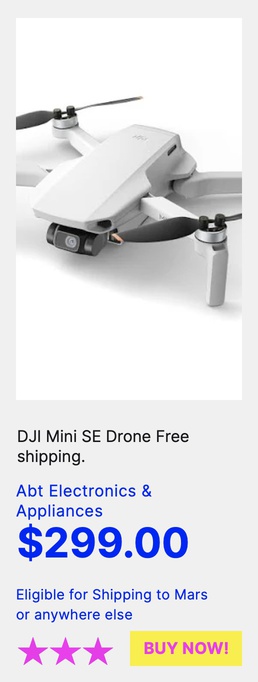 DJI Mini SE Drone Free
shipping.
Abt Electronics &
Appliances
$299.00
Eligible for Shipping to Mars
or anywhere else
BUY NOW!